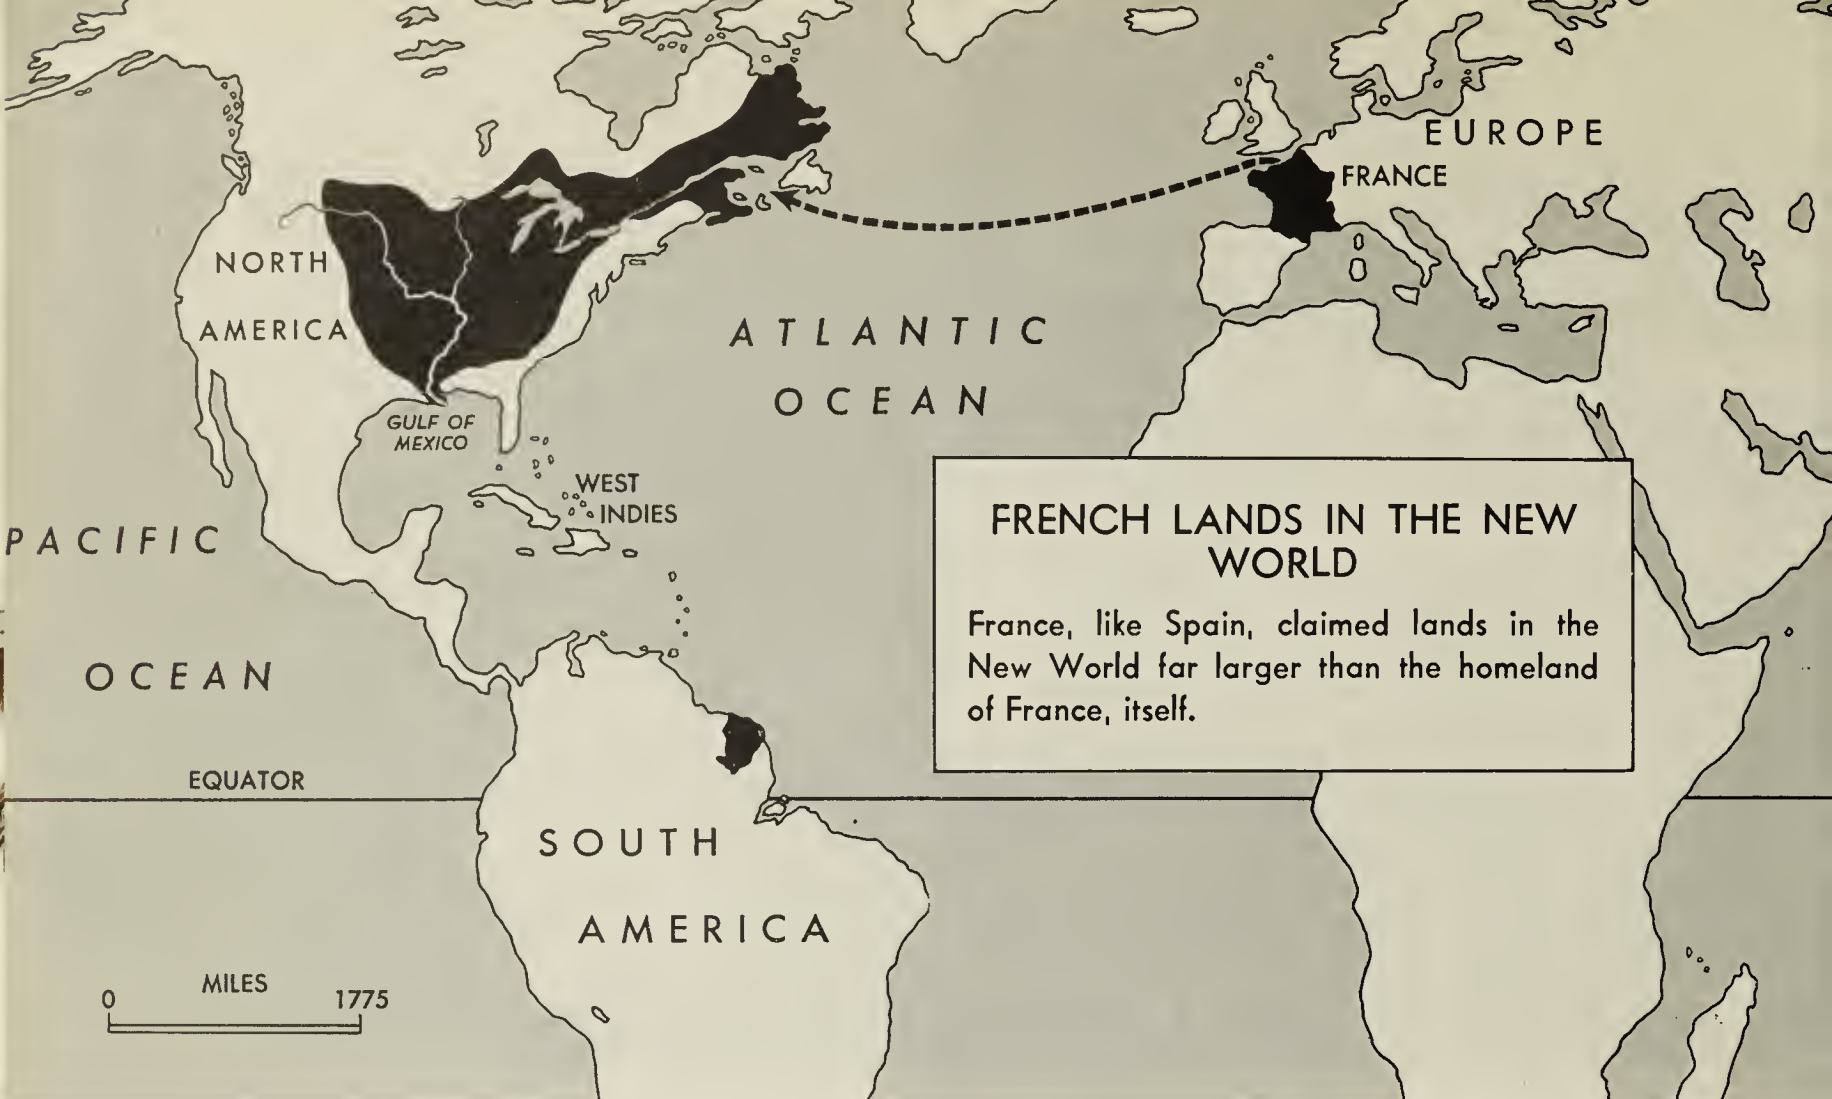 EUROPE
FRANCE
NORTH
AMERICA
ATLANTIC
OCEAN
GULF OF
MEXICO
WEST
INDIES
PACIFIC
OCEAN
FRENCH LANDS IN THE NEW
WORLD
France, like Spain, claimed lands in the
New World far larger than the homeland
of France, itself.
EQUATOR
SOUTH
AMERICA
MILES
0 1775